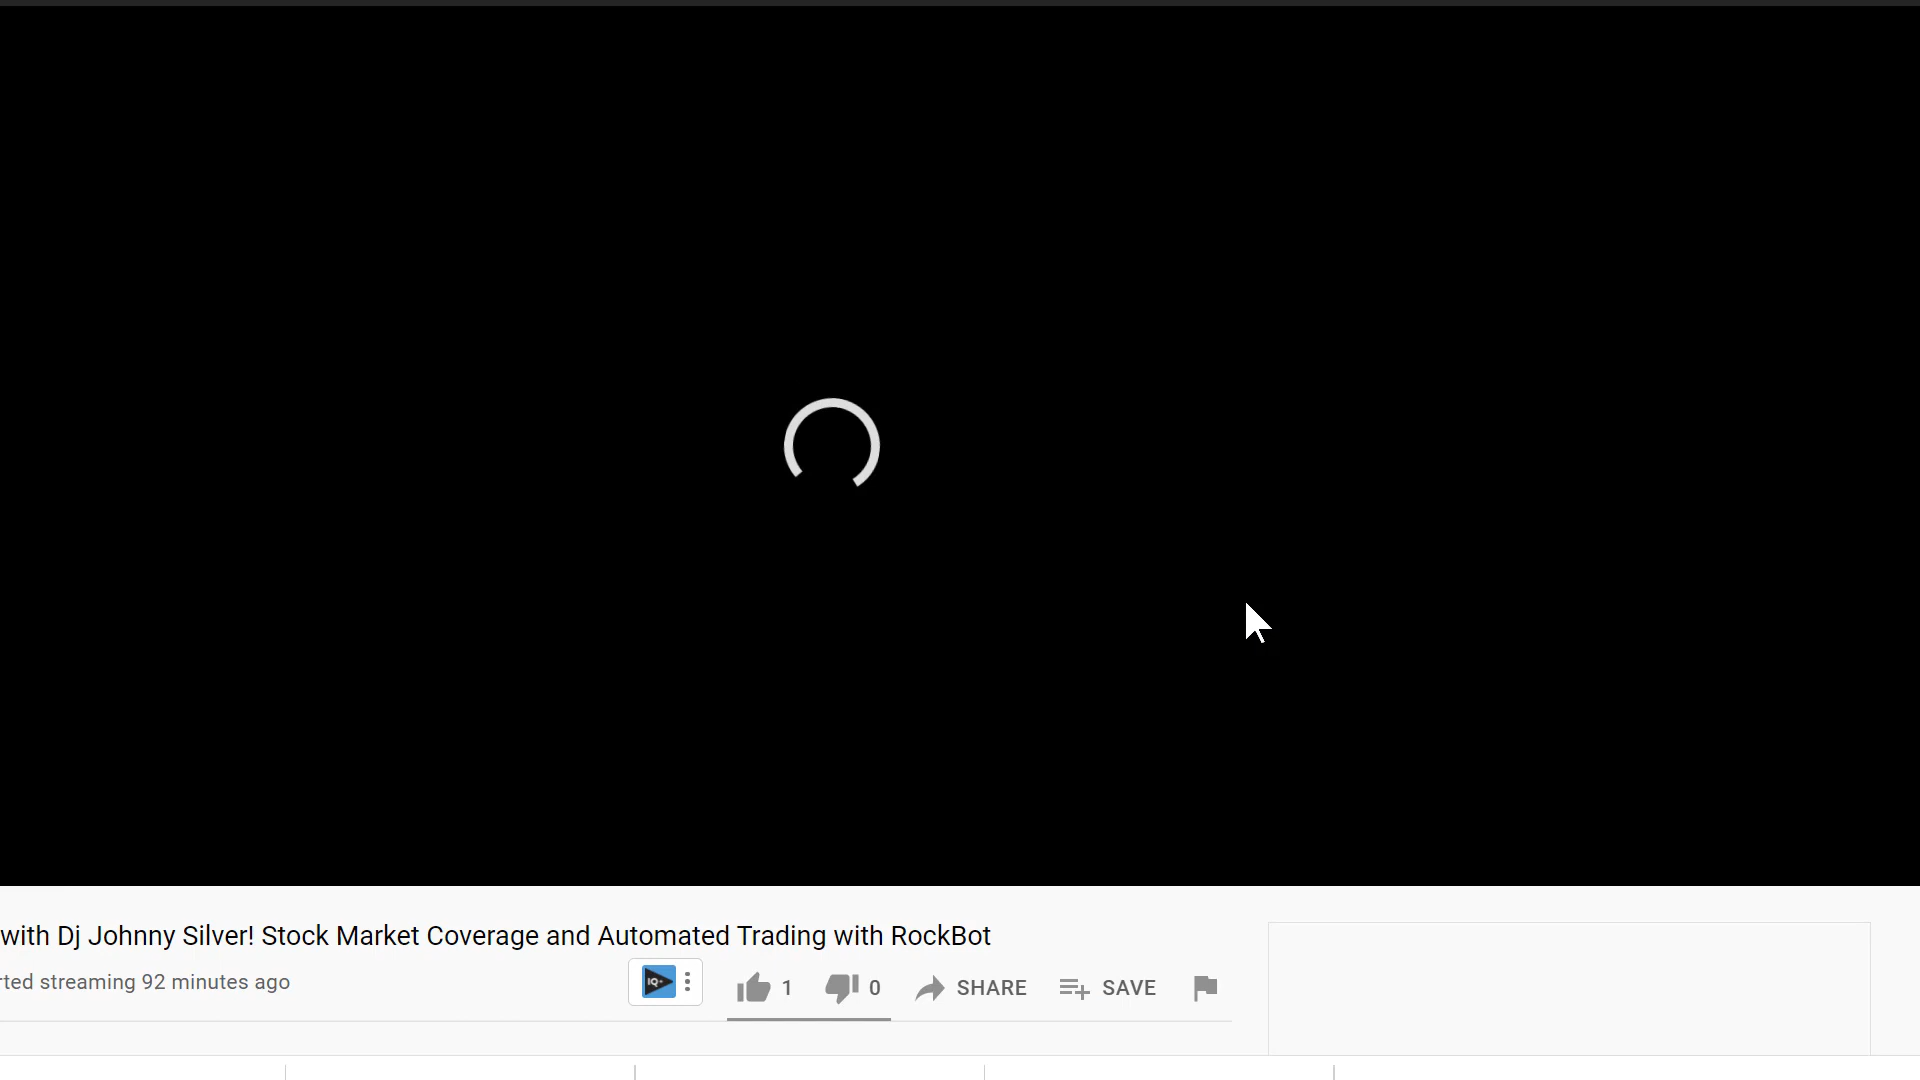 with Dj Johnny Silver! Stock Market Coverage and Automated Trading with RockBot
rted streaming 92 minutes ago
IQ+
1
0
SHARE
SAVE